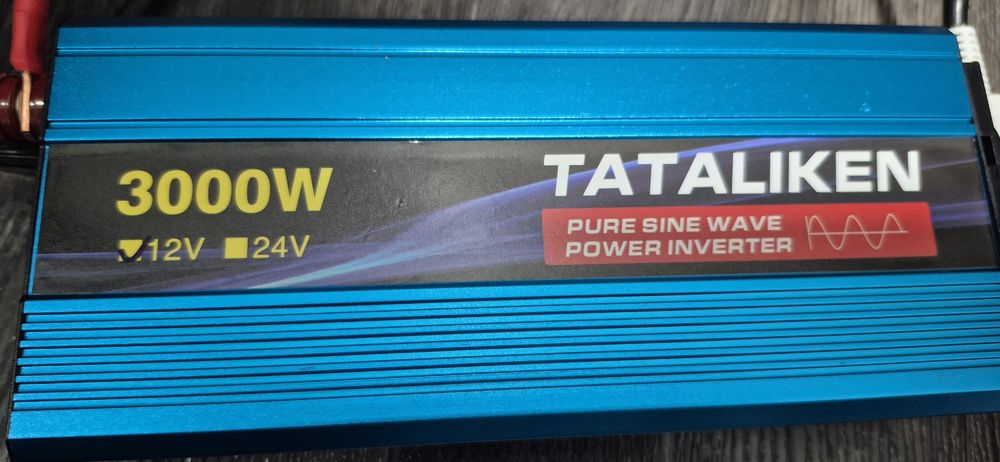 3000W
12V 24V
TATALIKEN
PURE SINE WAVE
POWER INVERTER